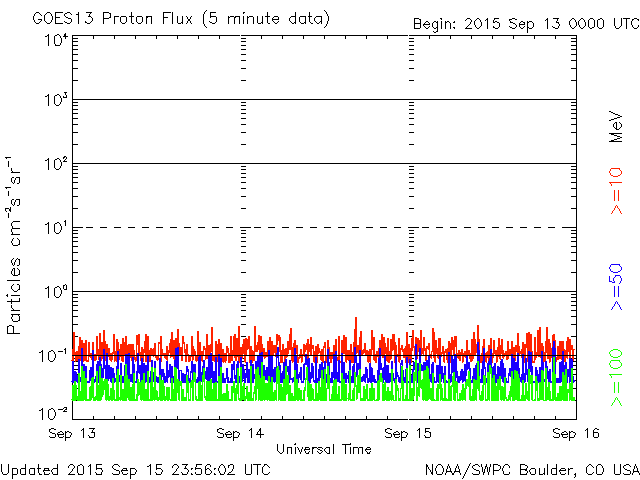 GOES13 Proton Flux (5 minute data)
Begin: 2015 Sep 13 0000 UTC
Particles cm⁻²s⁻¹sr⁻¹
10⁴
10³
10²
10¹
10⁰
10⁻¹
10⁻²
Sep 13
Sep 14
Sep 15
Sep 16
Universal Time
MeV
>=10
>=50
>=100
Updated 2015 Sep 15 23:56:02 UTC
NOAA/SWPC Boulder, CO USA